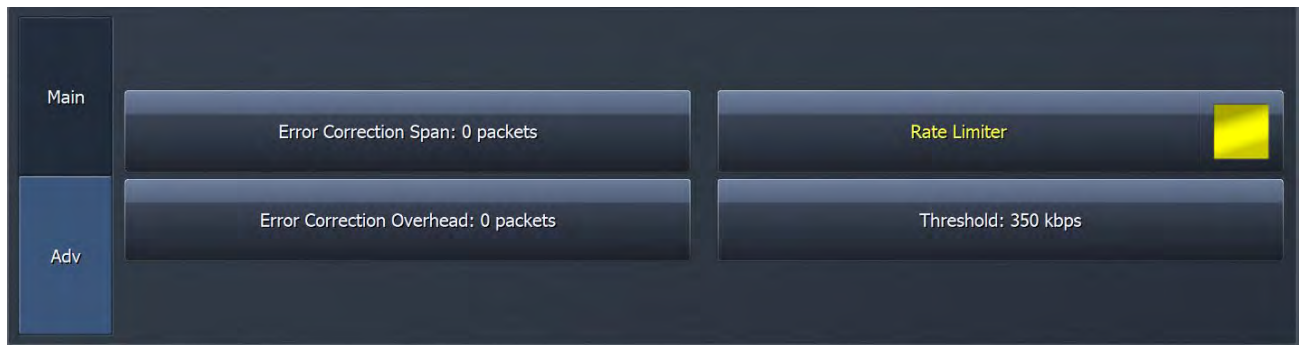 Main
Error Correction Span: 0 packets
Rate Limiter
Error Correction Overhead: 0 packets
Threshold: 350 kbps
Adv